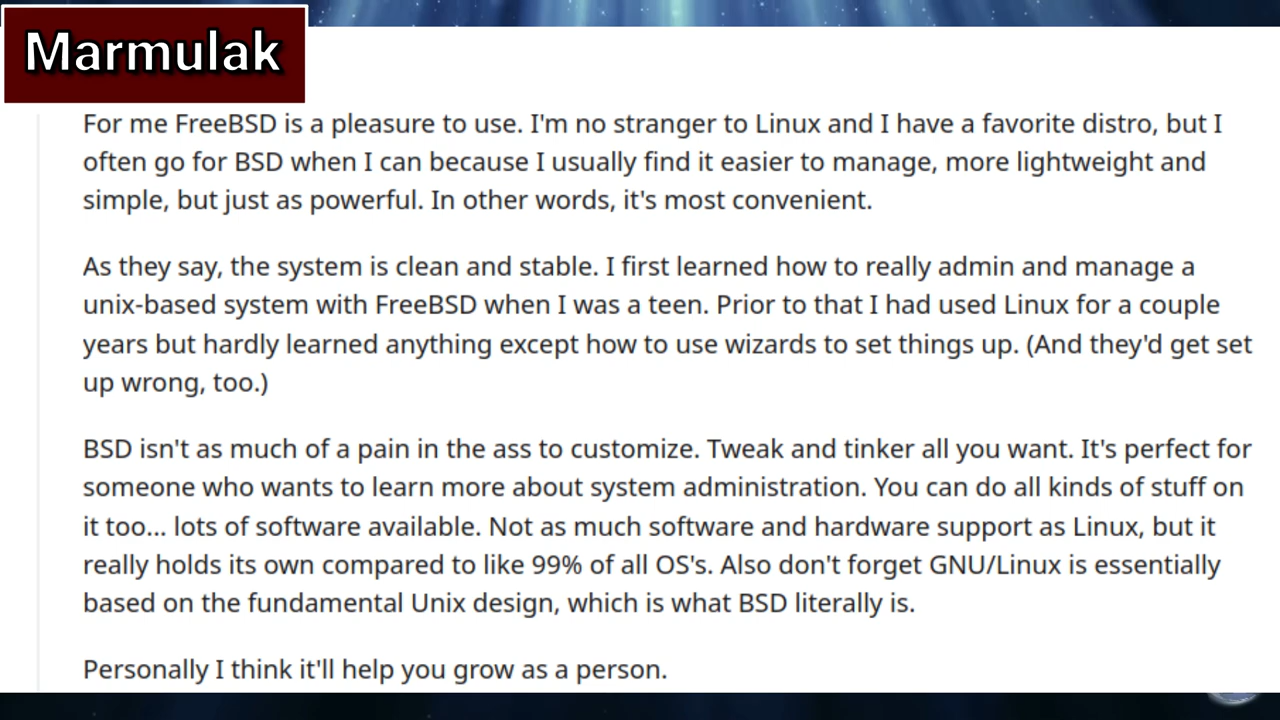 Marmulak
For me FreeBSD is a pleasure to use. I'm no stranger to Linux and I have a favorite distro, but I
often go for BSD when I can because I usually find it easier to manage, more lightweight and
simple, but just as powerful. In other words, it's most convenient.
As they say, the system is clean and stable. I first learned how to really admin and manage a
unix-based system with FreeBSD when I was a teen. Prior to that I had used Linux for a couple
years but hardly learned anything except how to use wizards to set things up. (And they'd get set
up wrong, too.)
BSD isn't as much of a pain in the ass to customize. Tweak and tinker all you want. It's perfect for
someone who wants to learn more about system administration. You can do all kinds of stuff on
it too... lots of software available. Not as much software and hardware support as Linux, but it
really holds its own compared to like 99% of all OS's. Also don't forget GNU/Linux is essentially
based on the fundamental Unix design, which is what BSD literally is.
Personally I think it'll help you grow as a person.